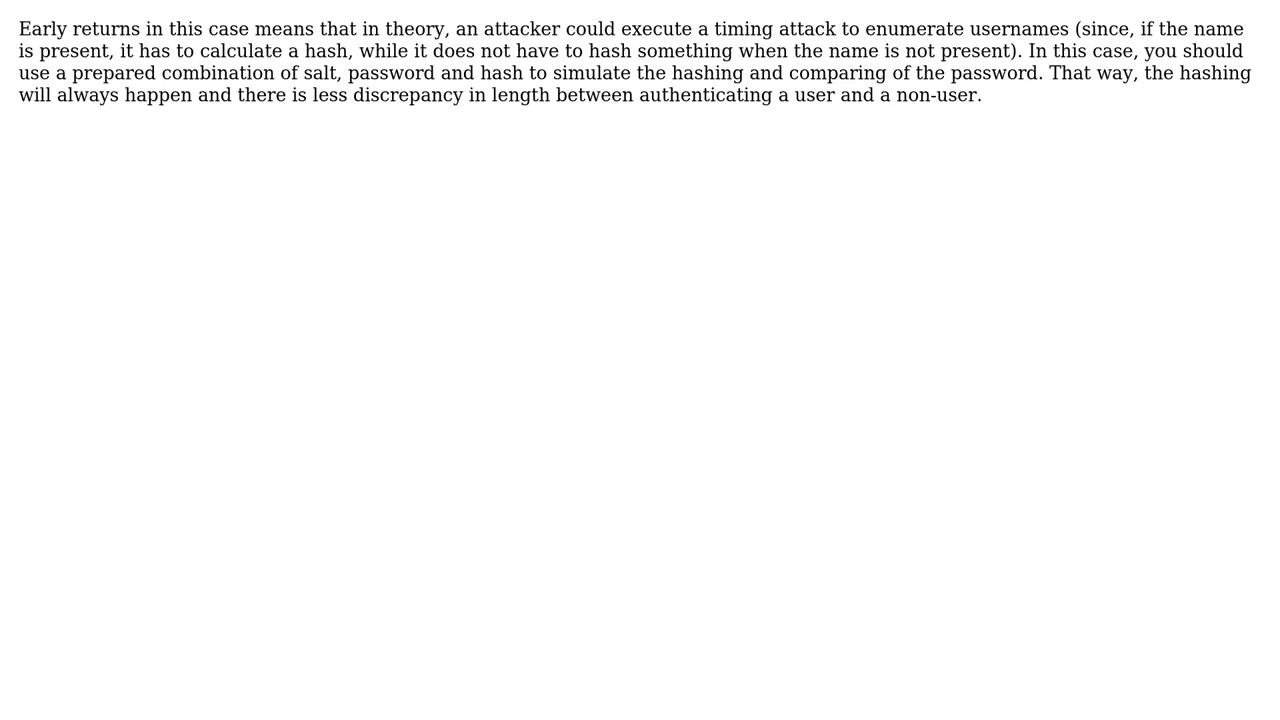 Early returns in this case means that in theory, an attacker could execute a timing attack to enumerate usernames (since, if the name
is present, it has to calculate a hash, while it does not have to hash something when the name is not present). In this case, you should
use a prepared combination of salt, password and hash to simulate the hashing and comparing of the password. That way, the hashing
will always happen and there is less discrepancy in length between authenticating a user and a non-user.